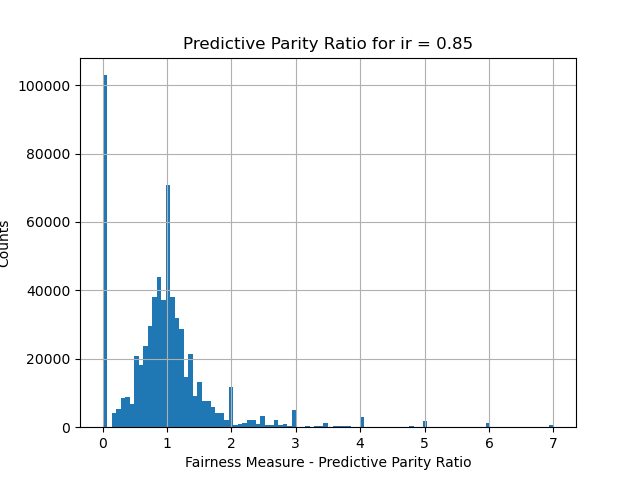 Predictive Parity Ratio for ir = 0.85
100000
80000
60000
40000
20000
0
Counts
0 1 2 3 4 5 6 7
Fairness Measure - Predictive Parity Ratio